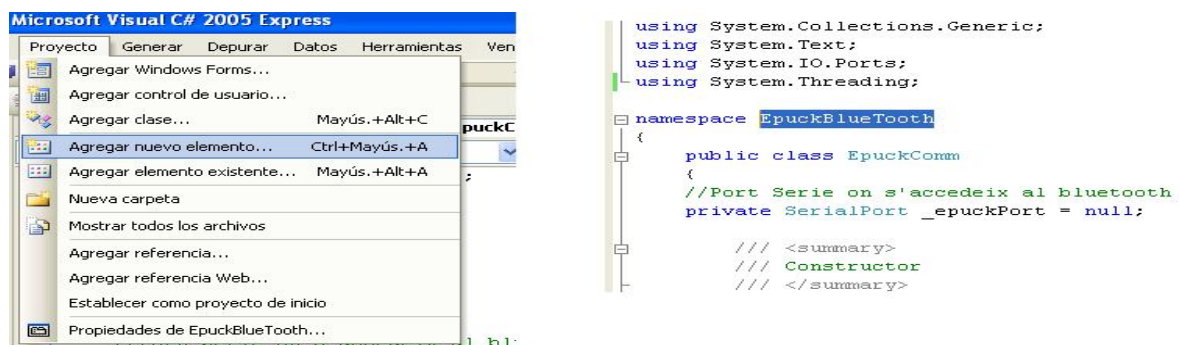 Microsoft Visual C# 2005 Express
Proyecto Generar Depurar Datos Herramientas Ven
Agregar Windows Forms...
Agregar control de usuario...
Agregar clase... Mayús.+Alt+C
puckC
Agregar nuevo elemento... Ctrl+Mayús.+A
Agregar elemento existente... Mayús.+Alt+A
;
Nueva carpeta
Mostrar todos los archivos
Agregar referencia...
Agregar referencia Web...
Establecer como proyecto de inicio
Propiedades de EpuckBlueTooth...
using System.Collections.Generic;
using System.Text;
using System.IO.Ports;
using System.Threading;
namespace EpuckBlueTooth
{
public class EpuckComm
{
//Port Serie on s'accedeix al bluetooth
private SerialPort _epuckPort = null;
/// <summary>
/// Constructor
/// </summary>